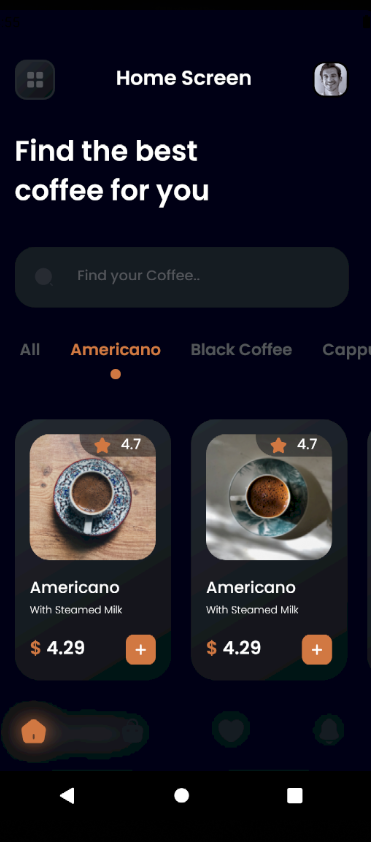 Home Screen
Find the best
coffee for you
Find your Coffee..
All Americano Black Coffee Cappu
4.7 4.7
Americano Americano
With Steamed Milk With Steamed Milk
$ 4.29 + $ 4.29 +